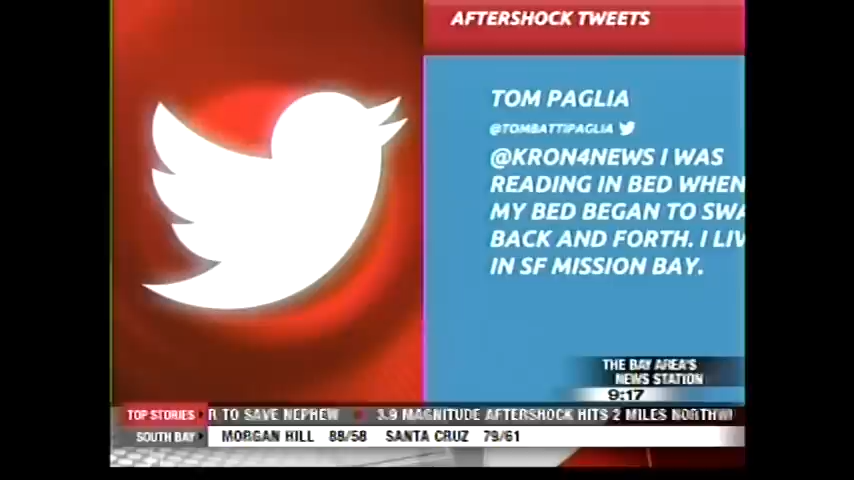 AFTERSHOCK TWEETS
TOM PAGLIA
@TOMBATTIPAGLIA
@KRON4NEWS I WAS
READING IN BED WHEN
MY BED BEGAN TO SWA
BACK AND FORTH. I LIV
IN SF MISSION BAY.
THE BAY AREA'S
NEWS STATION
9:17
TOP STORIES R TO SAVE NEPHEW 3.9 MAGNITUDE AFTERSHOCK HITS 2 MILES NORTHW
SOUTH BAY MORGAN HILL 88/58 SANTA CRUZ 79/61